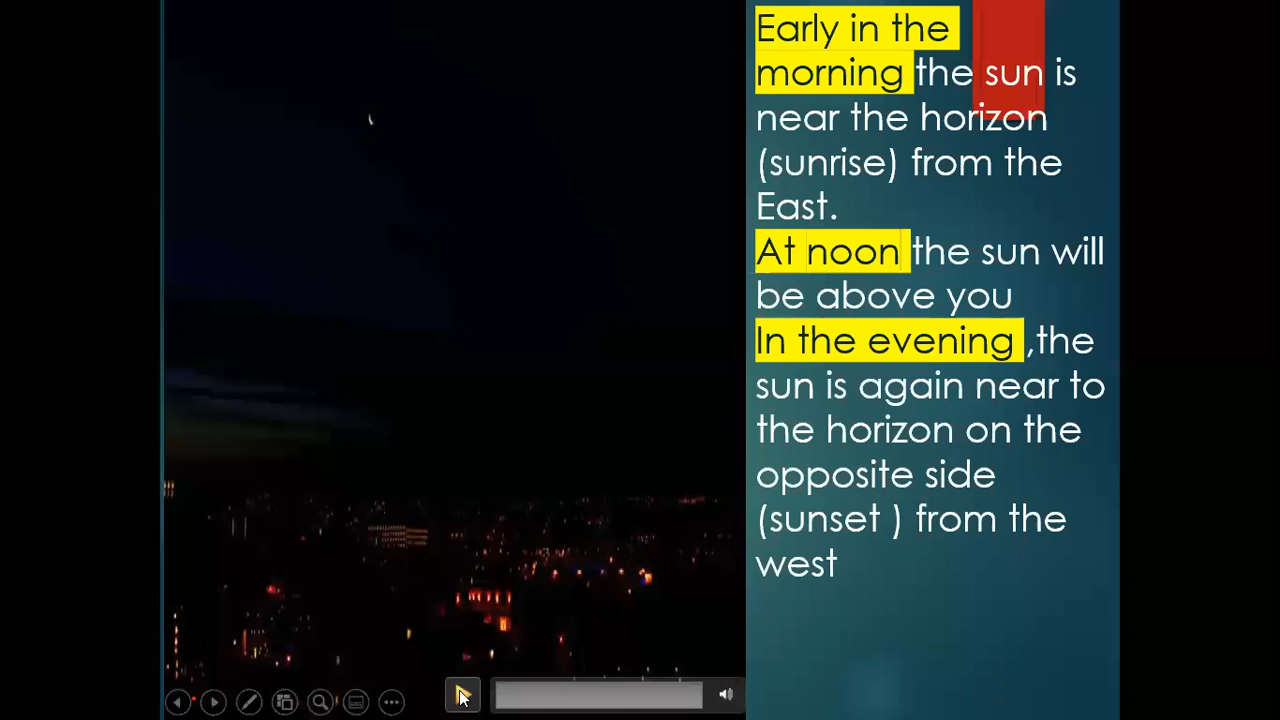 Early in the
morning the sun is
near the horizon
(sunrise) from the
East.
At noon the sun will
be above you
In the evening ,the
sun is again near to
the horizon on the
opposite side
(sunset ) from the
west